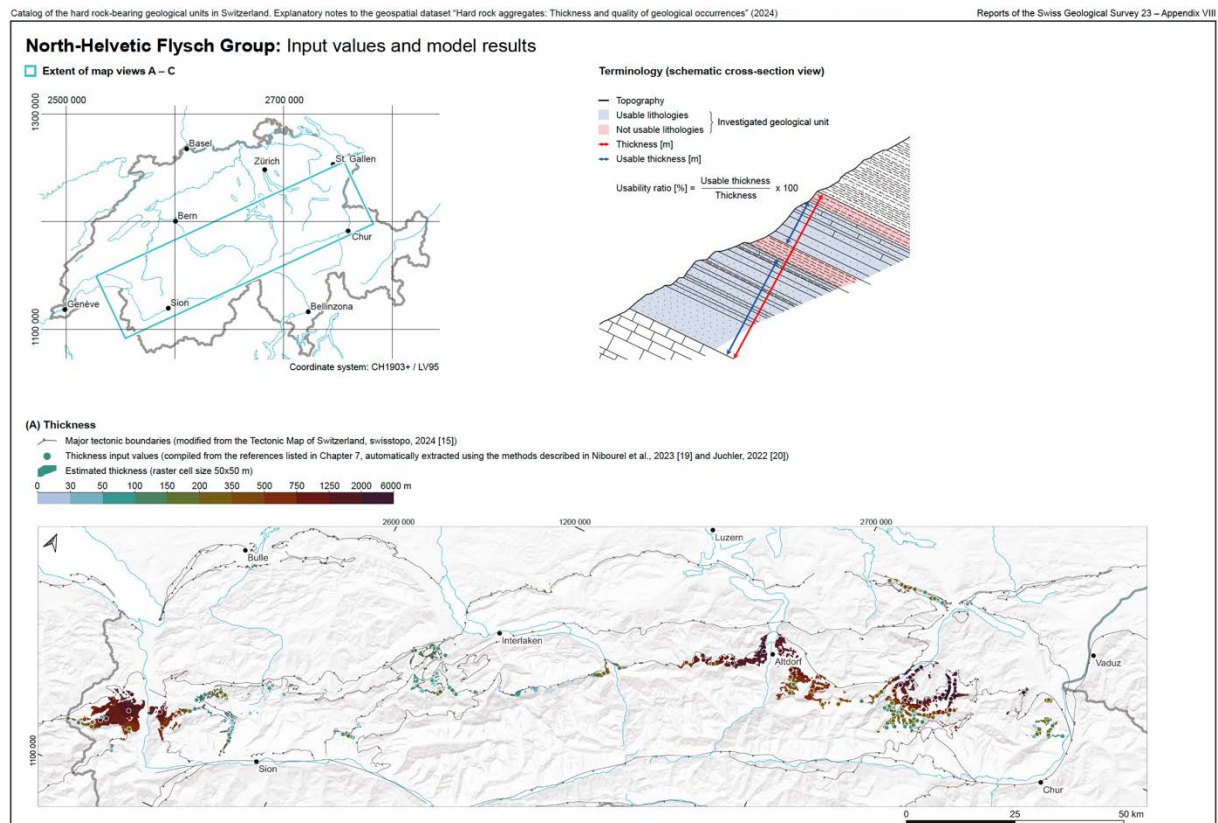 Catalog of the hard rock-bearing geological units in Switzerland. Explanatory notes to the geospatial dataset “Hard rock aggregates: Thickness and quality of geological occurrences” (2024)
Reports of the Swiss Geological Survey 23 – Appendix VIII
North-Helvetic Flysch Group: Input values and model results
Extent of map views A – C
2500 000
2700 000
1300 000
Basel
Zürich
St. Gallen
Bern
Chur
Genève
Sion
Bellinzona
1100 000
Coordinate system: CH1903+ / LV95
Terminology (schematic cross-section view)
Topography
Usable lithologies
Not usable lithologies
Investigated geological unit
Thickness [m]
Usable thickness [m]
Usability ratio [%] = Usable thickness
Thickness
x 100
(A) Thickness
Major tectonic boundaries (modified from the Tectonic Map of Switzerland, swisstopo, 2024 [15])
Thickness input values (compiled from the references listed in Chapter 7, automatically extracted using the methods described in Nibourel et al., 2023 [19] and Juchler, 2022 [20])
Estimated thickness (raster cell size 50x50 m)
0 30 50 100 150 200 350 500 750 1250 2000 6000 m
2600 000
1200 000
2700 000
Bulle
Luzern
Interlaken
Altdorf
Vaduz
1100 000
Sion
Chur
0 25 50 km